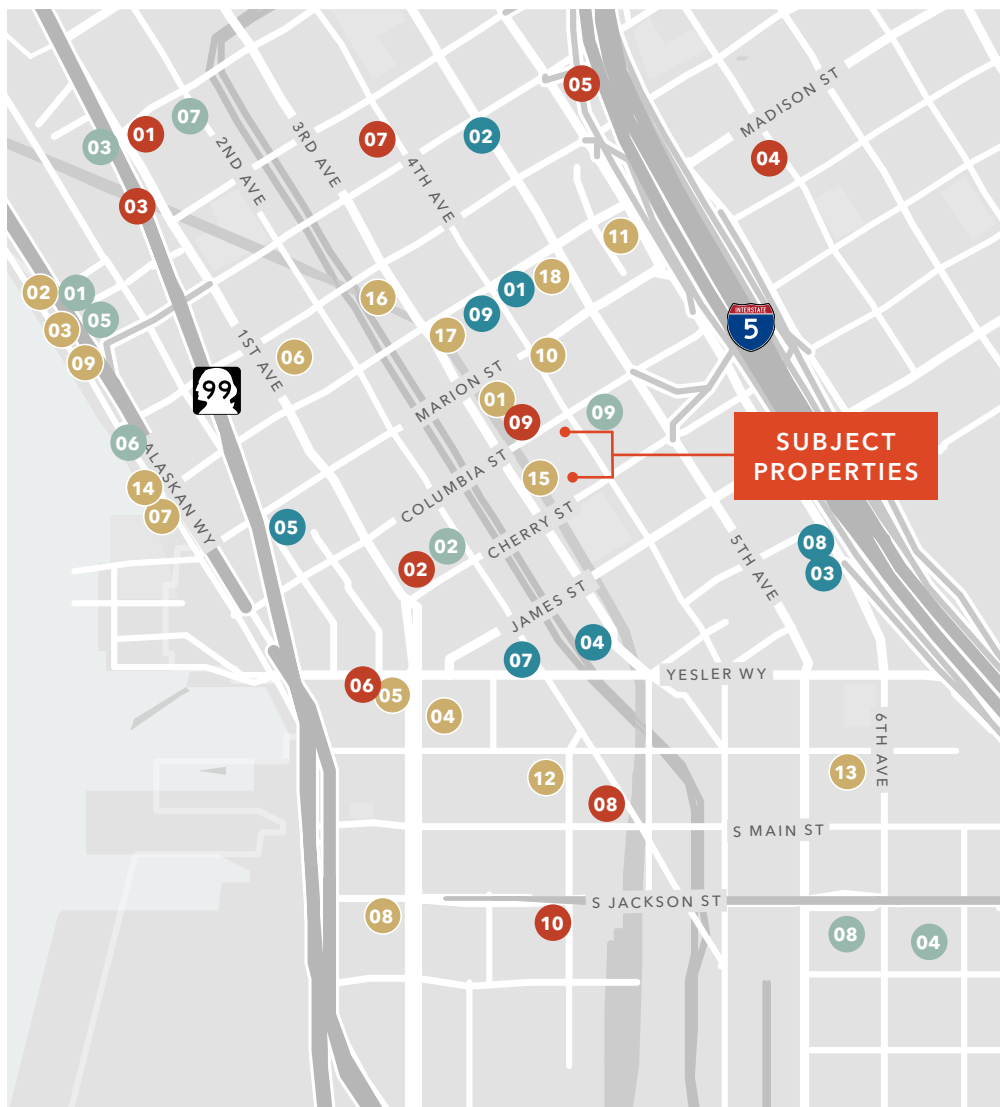 05
MADISON ST
07
01
03
2ND AVE
3RD AVE
07
02
4TH AVE
04
03
11
02
01
05
03
09
16
01
18
09
17
INTERSTATE
5
1ST AVE
06
10
99
MARION ST
01
09
09
SUBJECT
PROPERTIES
06
ALASKAN WY
14
07
COLUMBIA ST
15
CHERRY ST
05
02
02
5TH AVE
08
03
JAMES ST
04
07
YESLER WY
06
05
04
6TH AVE
12
08
13
S MAIN ST
S JACKSON ST
08
10
08
04